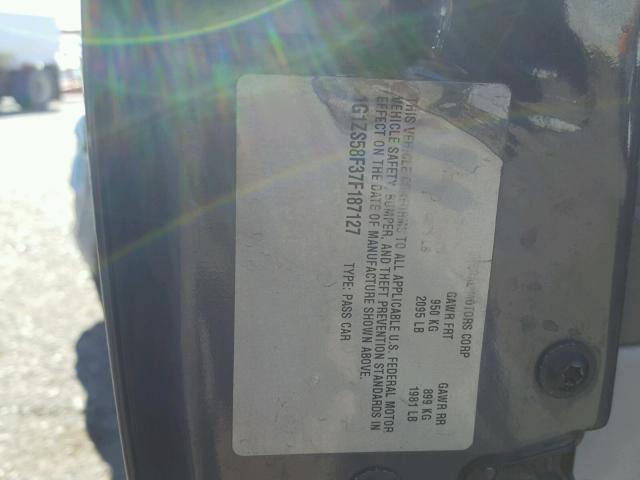 MOTORS CORP
GAWR FRT GAWR RR
950 KG 899 KG
LB 2095 LB 1981 LB
THIS VEHICLE CONFORMS TO ALL APPLICABLE U.S. FEDERAL MOTOR
VEHICLE SAFETY, BUMPER, AND THEFT PREVENTION STANDARDS IN
EFFECT ON THE DATE OF MANUFACTURE SHOWN ABOVE.
1G1ZS58F37F187127 TYPE: PASS CAR